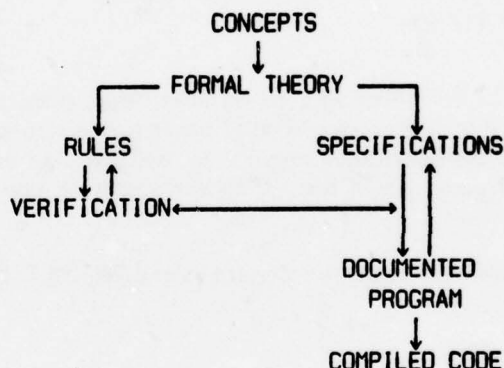 CONCEPTS
FORMAL THEORY
RULES
SPECIFICATIONS
VERIFICATION
DOCUMENTED
PROGRAM
COMPILED CODE